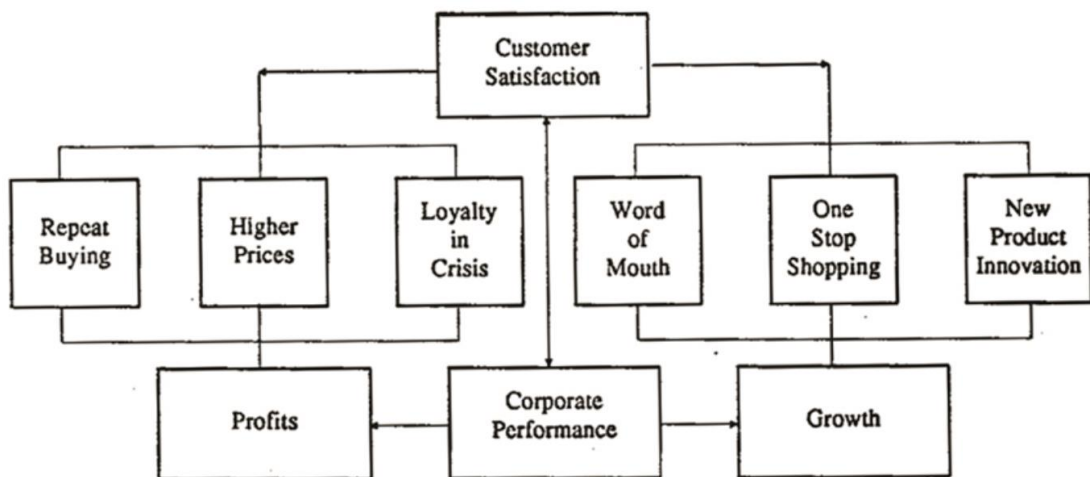 Customer
Satisfaction
Repeat
Buying
Higher
Prices
Loyalty
in
Crisis
Word
of
Mouth
One
Stop
Shopping
New
Product
Innovation
Profits
Corporate
Performance
Growth